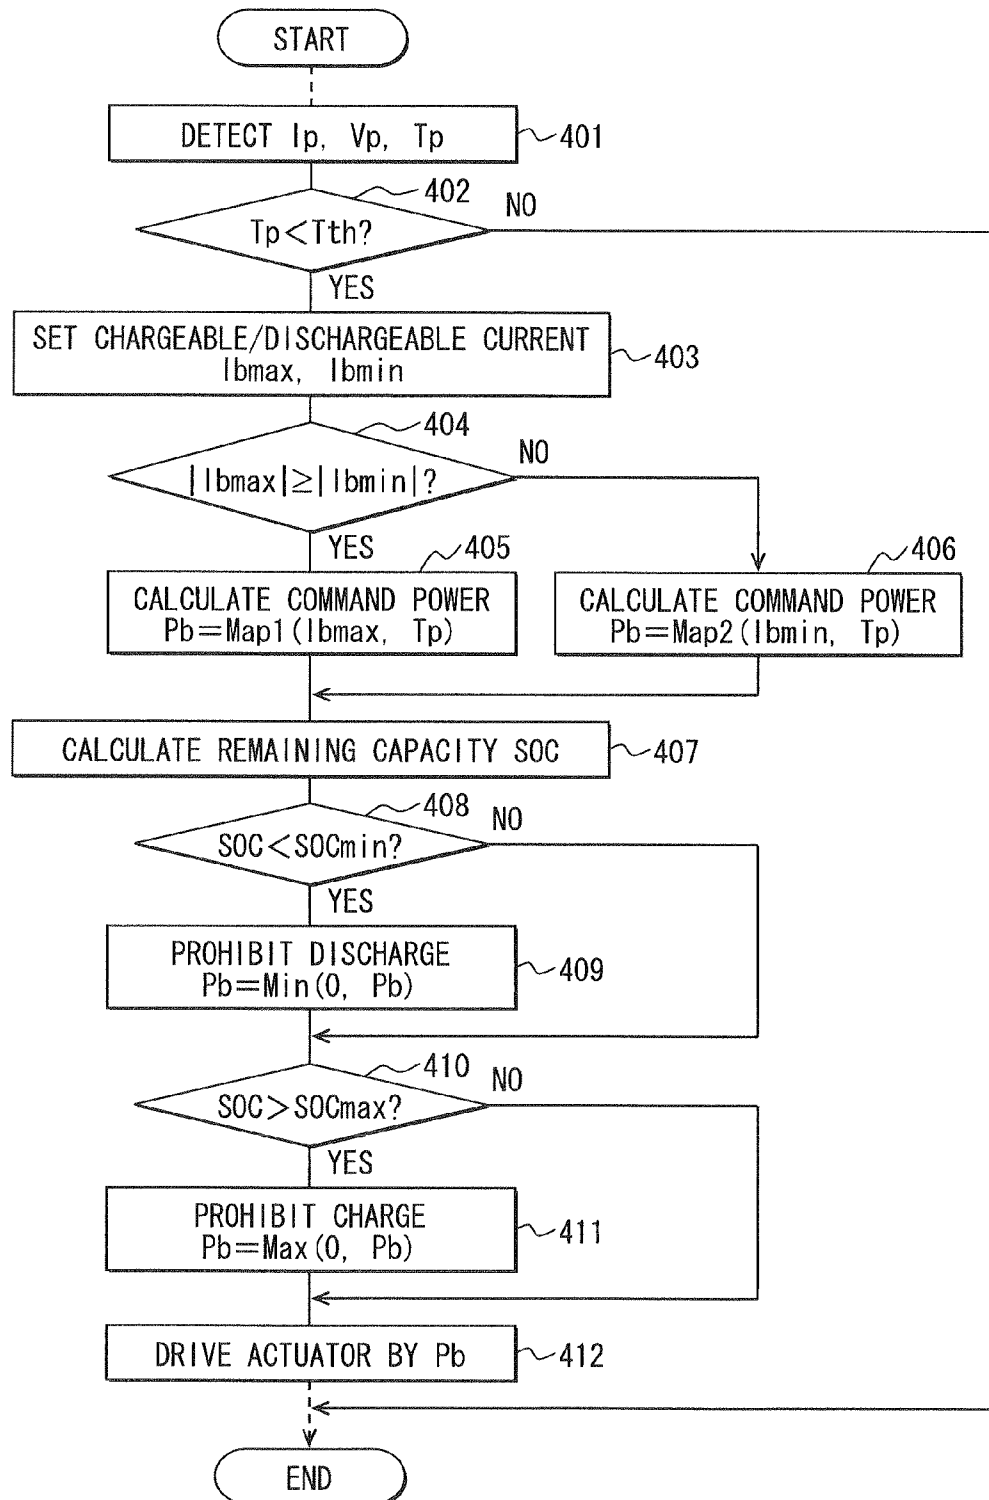 START
DETECT Ip, Vp, Tp
401
402
Tp<Tth?
NO
YES
SET CHARGEABLE/DISCHARGEABLE CURRENT
Ibmax, Ibmin
403
404
|Ibmax|≥|Ibmin|?
NO
YES
405
CALCULATE COMMAND POWER
Pb=Map1(Ibmax, Tp)
406
CALCULATE COMMAND POWER
Pb=Map2(Ibmin, Tp)
CALCULATE REMAINING CAPACITY SOC
407
408
SOC<SOCmin?
NO
YES
PROHIBIT DISCHARGE
Pb=Min(0, Pb)
409
410
SOC>SOCmax?
NO
YES
PROHIBIT CHARGE
Pb=Max(0, Pb)
411
DRIVE ACTUATOR BY Pb
412
END